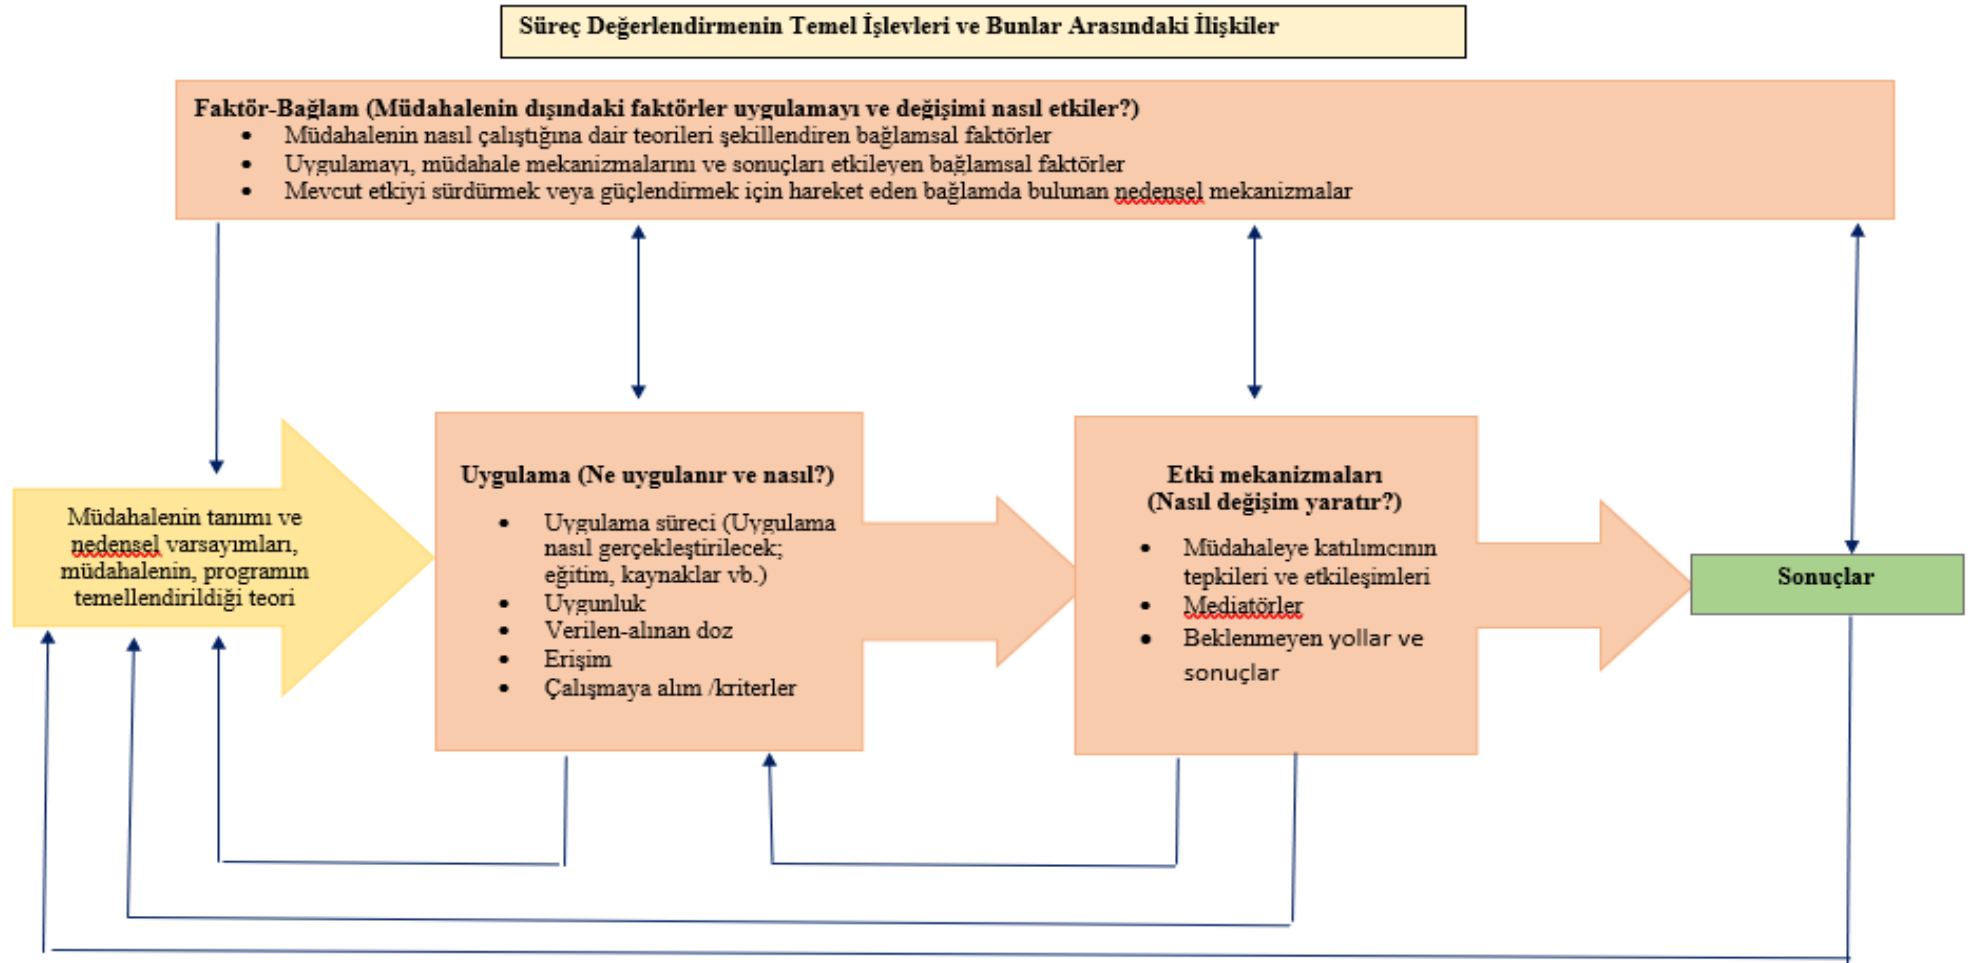 Süreç Değerlendirmenin Temel İşlevleri ve Bunlar Arasındaki İlişkiler
Faktör-Bağlam (Müdahalenin dışındaki faktörler uygulamayı ve değişimi nasıl etkiler?)
• Müdahalenin nasıl çalıştığına dair teorileri şekillendiren bağlamsal faktörler
• Uygulamayı, müdahale mekanizmalarını ve sonuçları etkileyen bağlamsal faktörler
• Mevcut etkiyi sürdürmek veya güçlendirmek için hareket eden bağlamda bulunan nedensel mekanizmalar
Müdahalenin tanımı ve
nedensel varsayımları,
müdahalenin, programın
temellendirildiği teori
Uygulama (Ne uygulanır ve nasıl?)
• Uygulama süreci (Uygulama
nasıl gerçekleştirilecek;
eğitim, kaynaklar vb.)
• Uygunluk
• Verilen-alınan doz
• Erişim
• Çalışmaya alım /kriterler
Etki mekanizmaları
(Nasıl değişim yaratır?)
• Müdahaleye katılımcının
tepkileri ve etkileşimleri
• Mediatörler
• Beklenmeyen yollar ve
sonuçlar
Sonuçlar